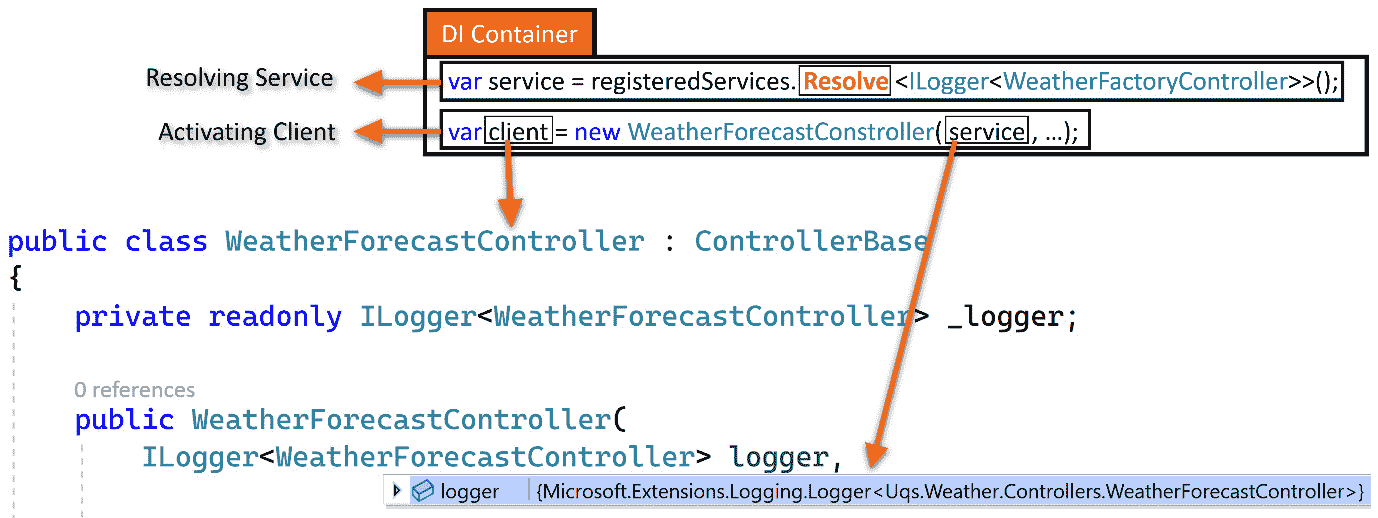 DI Container
Resolving Service
var service = registeredServices. Resolve <ILogger<WeatherFactoryController>>();
Activating Client
var client = new WeatherForecastConstroller( service , ...);
public class WeatherForecastController : ControllerBase
{
private readonly ILogger<WeatherForecastController> _logger;
0 references
public WeatherForecastController(
ILogger<WeatherForecastController> logger,
logger {Microsoft.Extensions.Logging.Logger<Uqs.Weather.Controllers.WeatherForecastController>}